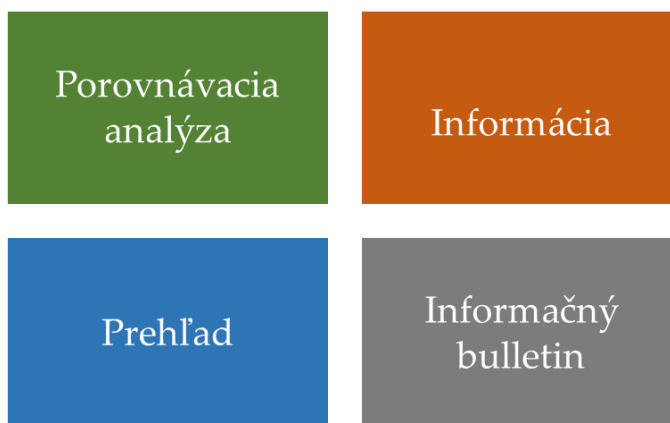 Porovnávacia
analýza
Informácia
Prehľad
Informačný
bulletin